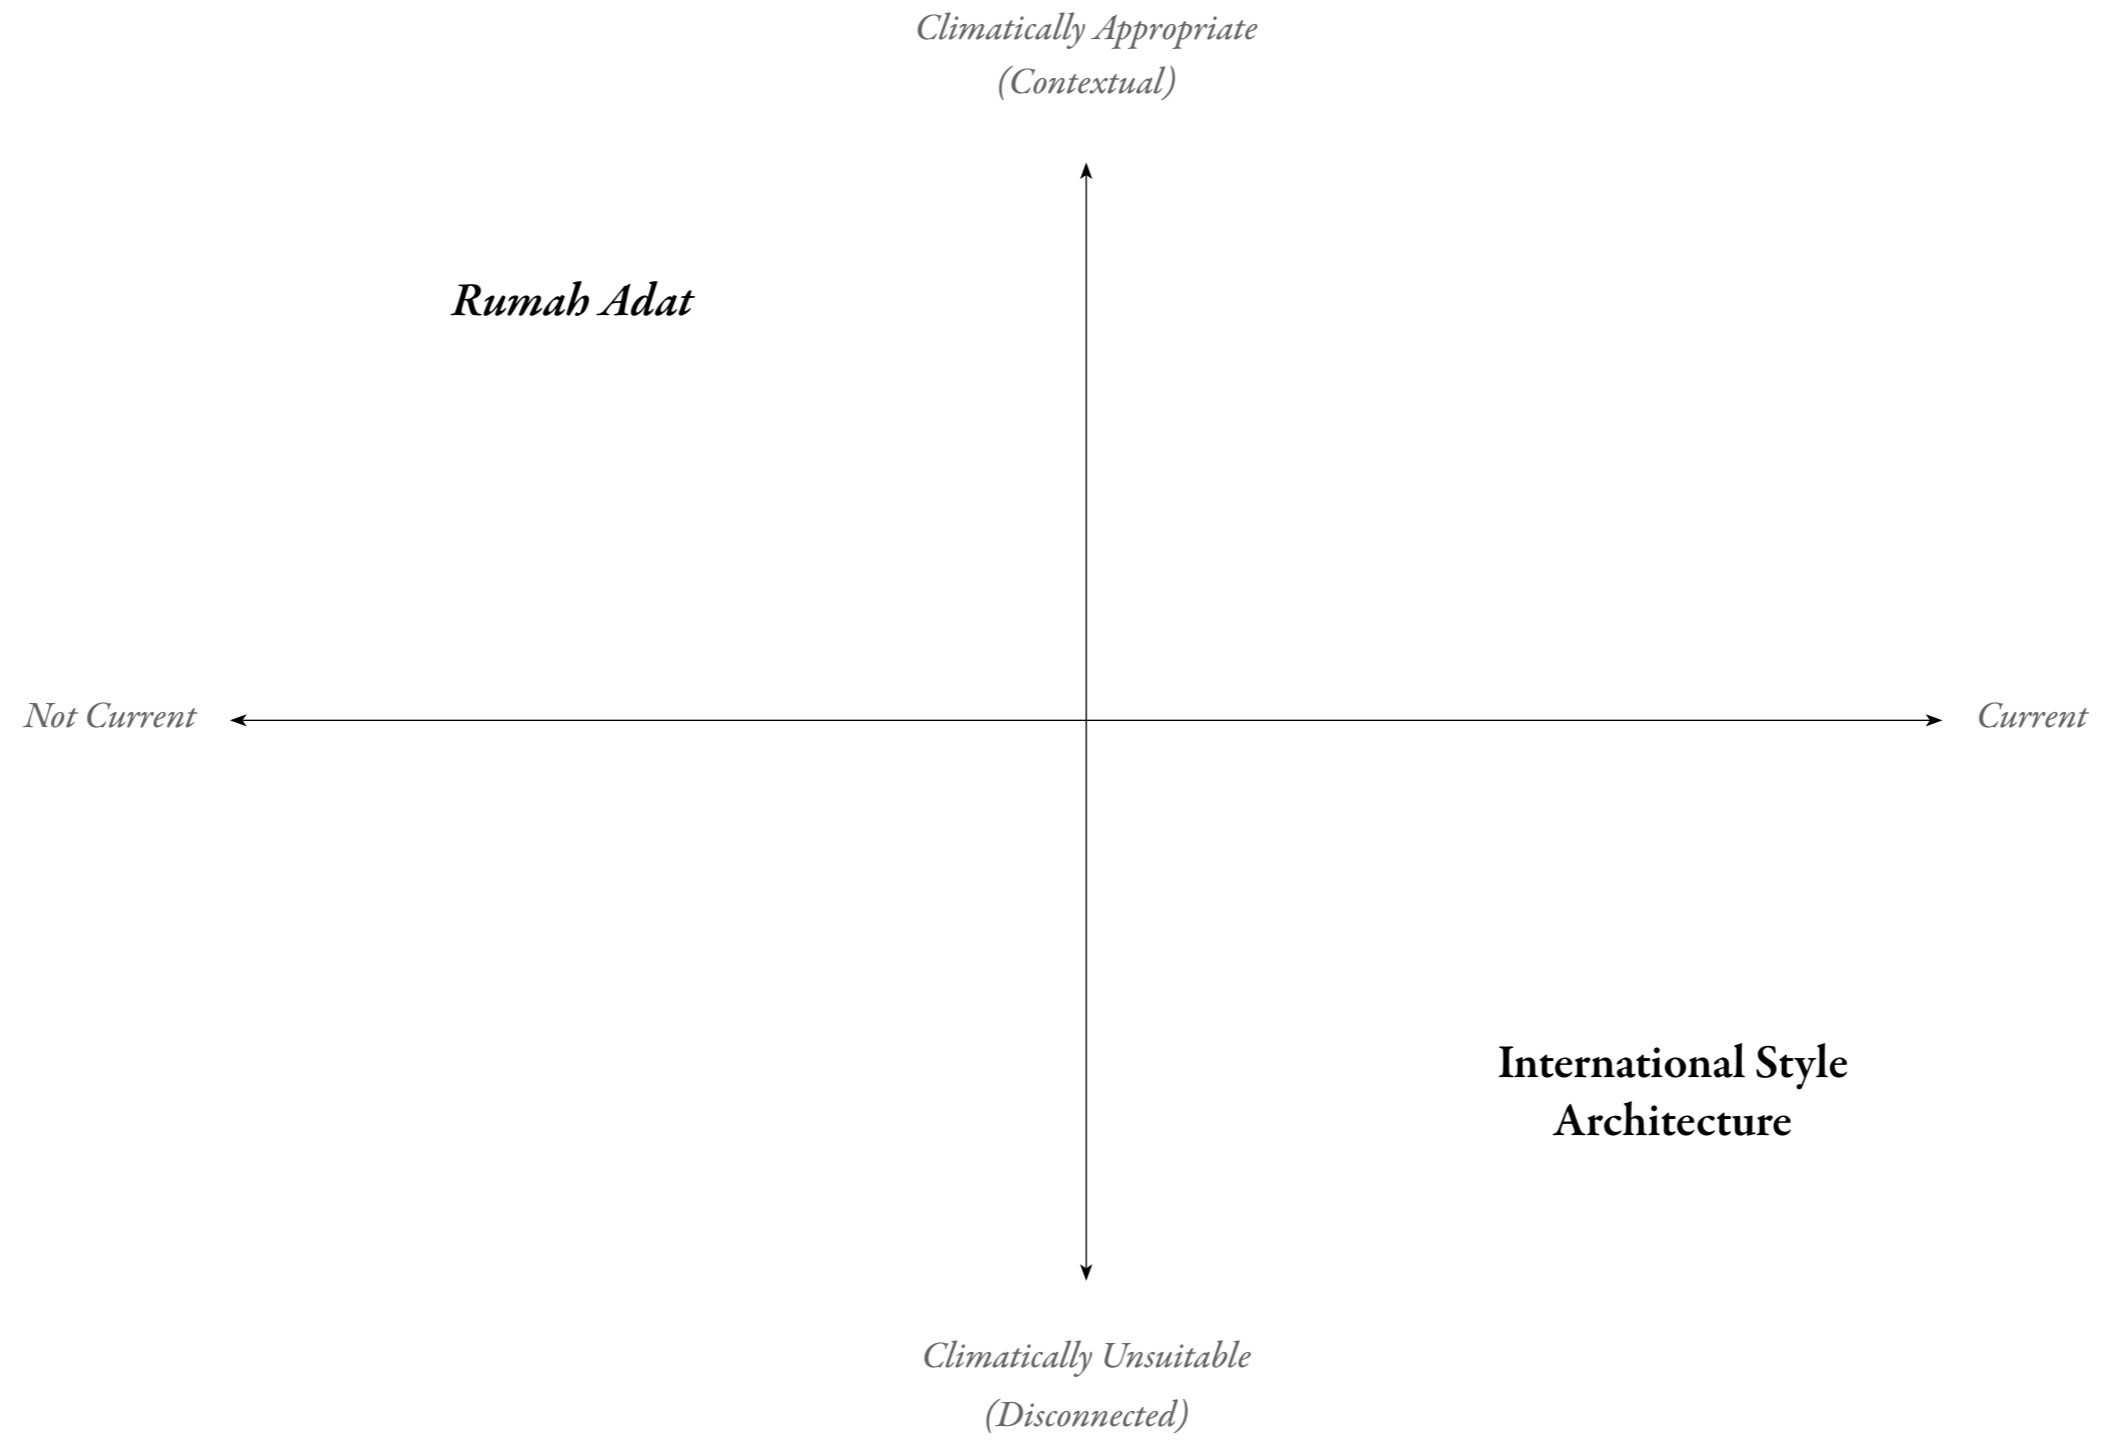 Climatically Appropriate
(Contextual)
Rumah Adat
Not Current
Current
International Style
Architecture
Climatically Unsuitable
(Disconnected)